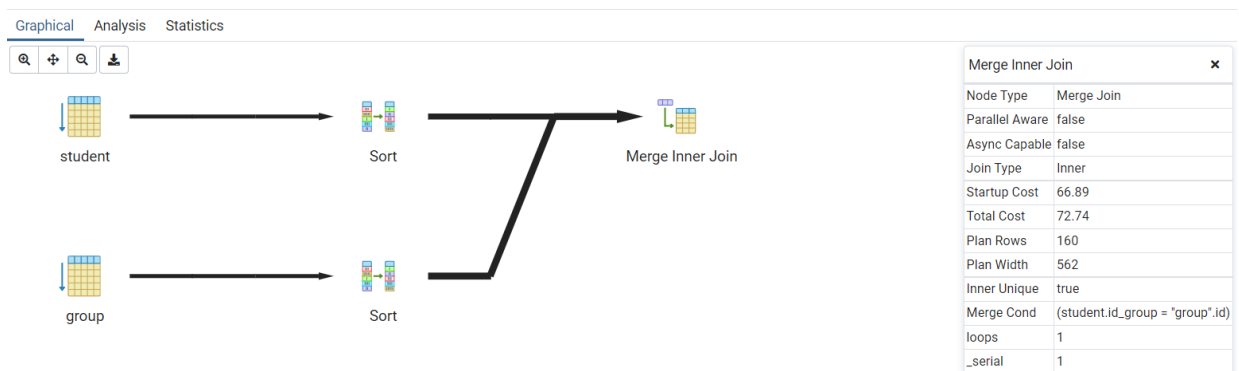 Graphical Analysis Statistics
student
Sort
Merge Inner Join
group
Sort
Merge Inner Join ×
Node Type Merge Join
Parallel Aware false
Async Capable false
Join Type Inner
Startup Cost 66.89
Total Cost 72.74
Plan Rows 160
Plan Width 562
Inner Unique true
Merge Cond (student.id_group = "group".id)
loops 1
_serial 1